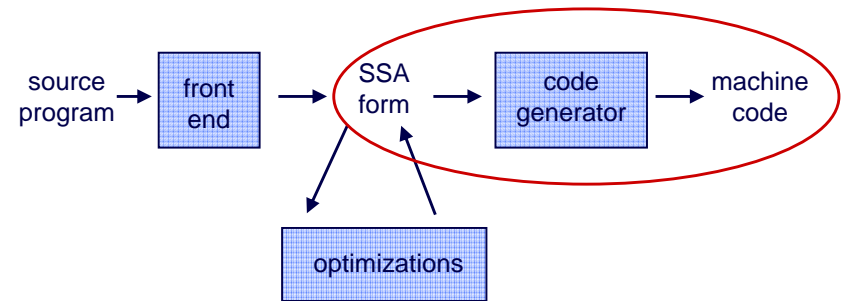 source
program
front
end
SSA
form
code
generator
machine
code
optimizations